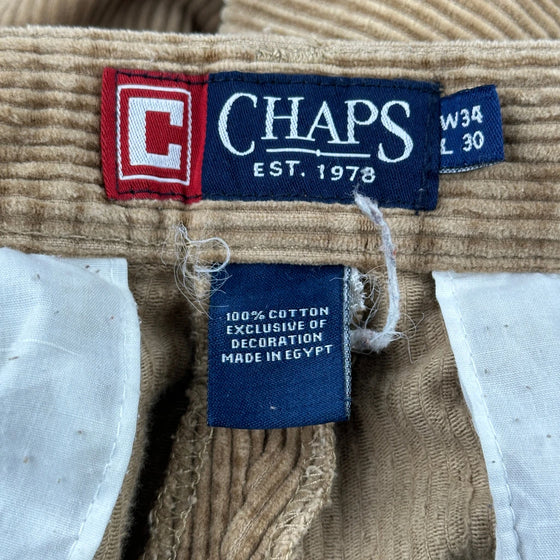 C
CHAPS
EST. 1978
W34
L 30
100% COTTON
EXCLUSIVE OF
DECORATION
MADE IN EGYPT